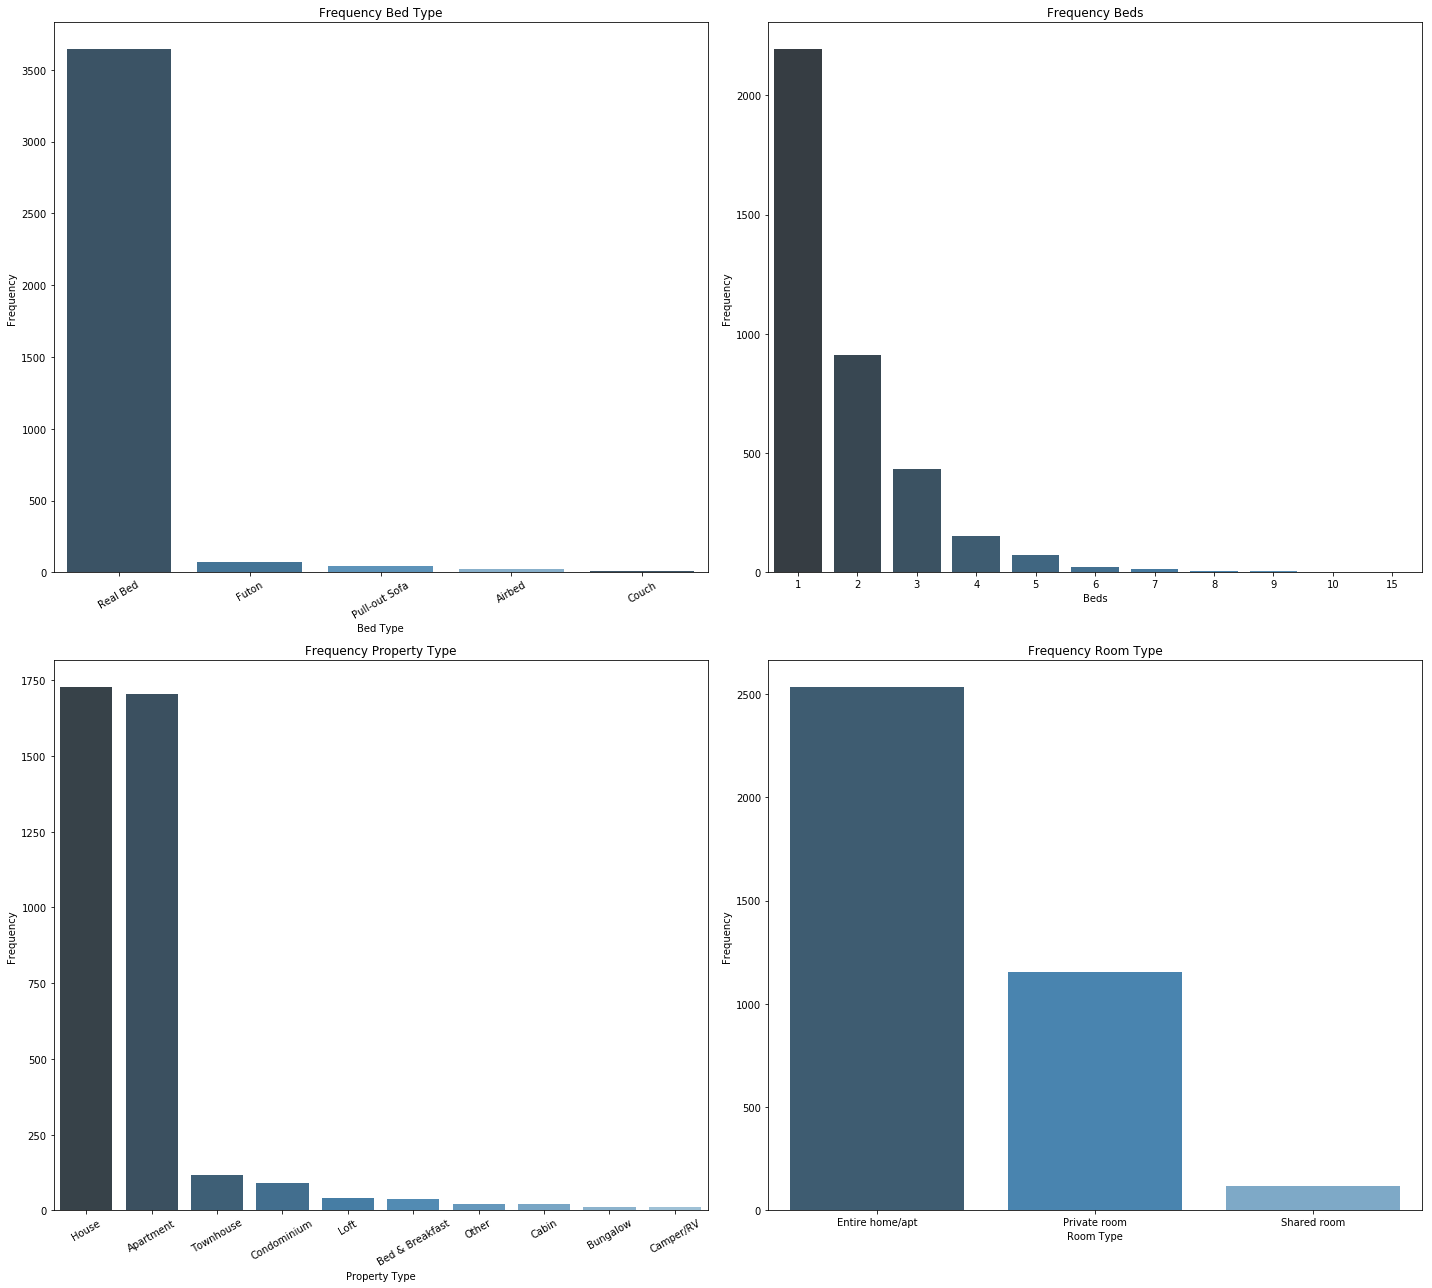 Frequency Bed Type
3500
3000
2500
2000
1500
1000
500
0
Frequency
Real Bed
Futon
Pull-out Sofa
Airbed
Couch
Bed Type
Frequency Beds
2000
1500
1000
500
0
Frequency
1 2 3 4 5 6 7 8 9 10 15
Beds
Frequency Property Type
1750
1500
1250
1000
750
500
250
0
Frequency
House
Apartment
Townhouse
Condominium
Loft
Bed & Breakfast
Other
Cabin
Bungalow
Camper/RV
Property Type
Frequency Room Type
2500
2000
1500
1000
500
0
Frequency
Entire home/apt Private room Shared room
Room Type